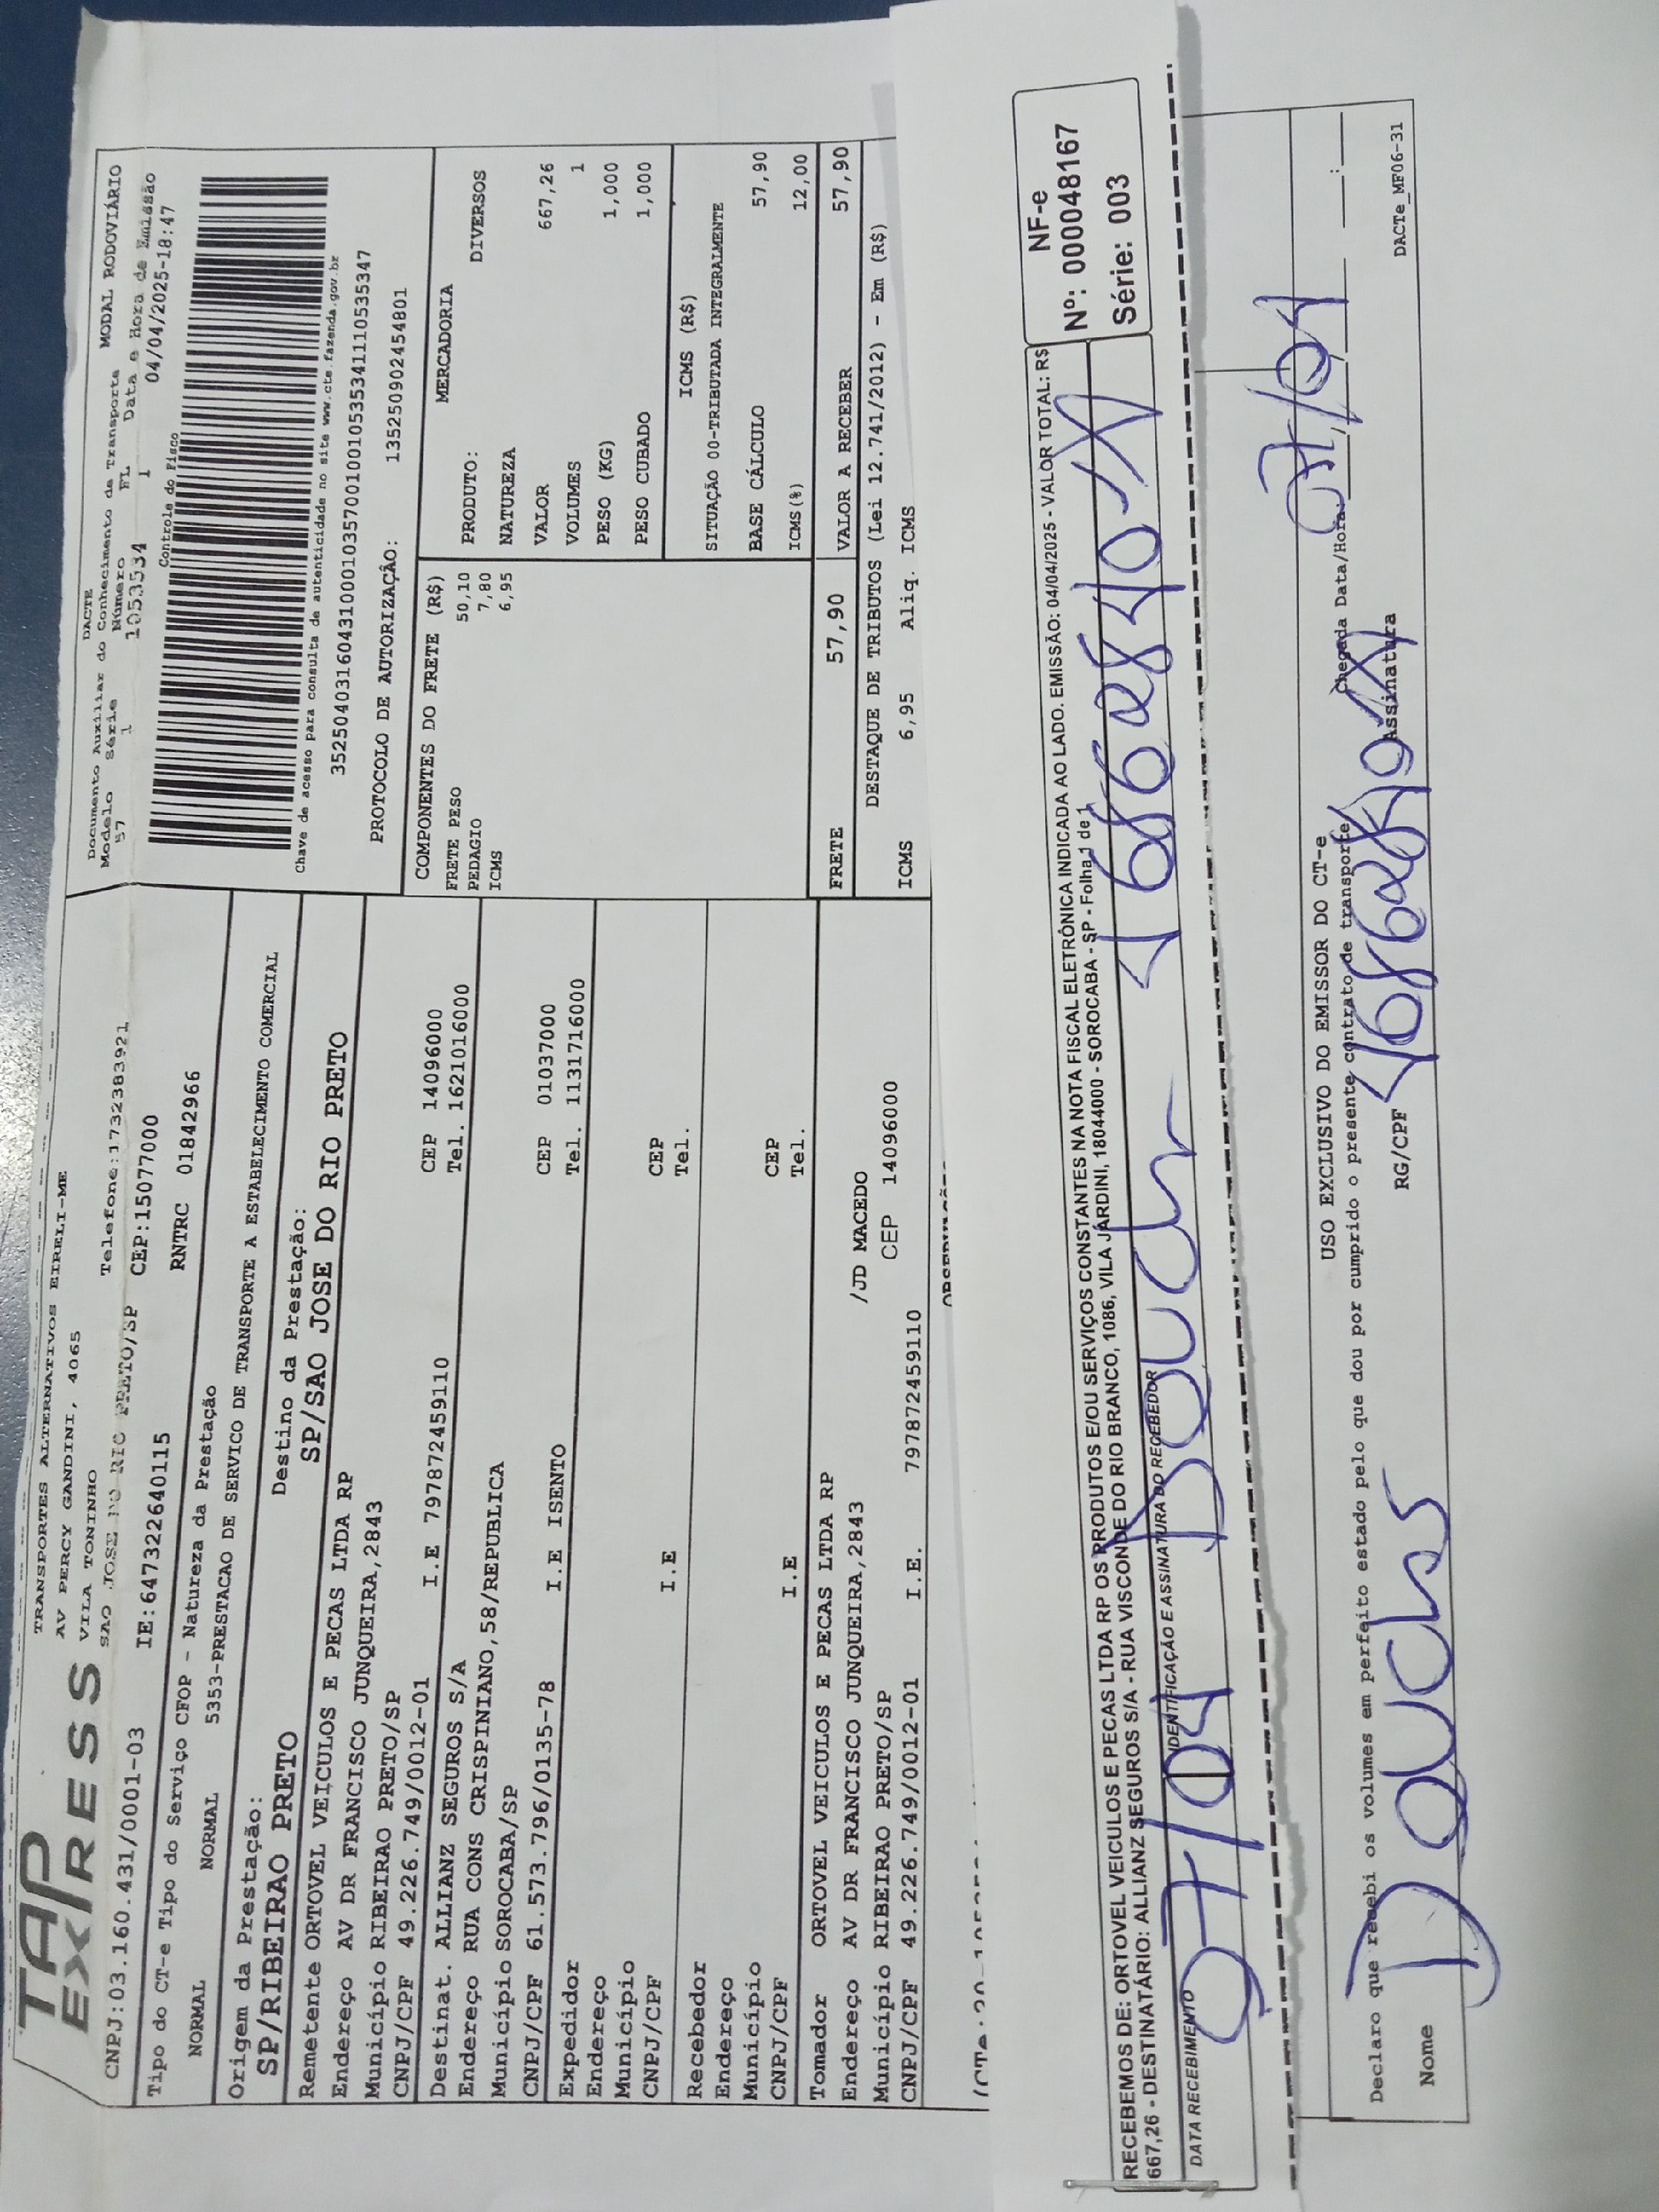 TAP EXPRESS
TRANSPORTES ALTERNATIVOS EIRELI-ME
AV PERCY GANDINI, 4065
VILA TONINHO
SAO JOSE DO RIO PRETO/SP
Telefone:1732383921
CEP:15077000
CNPJ:03.160.431/0001-03 IE:647322640115 RNTRC 01842966
Tipo do CT-e Tipo do Serviço CFOP - Natureza da Prestação
NORMAL NORMAL 5353-PRESTACAO DE SERVICO DE TRANSPORTE A ESTABELECIMENTO COMERCIAL
Origem da Prestação: Destino da Prestação:
SP/RIBEIRAO PRETO SP/SAO JOSE DO RIO PRETO
DACTE
Documento Auxiliar do Conhecimento de Transporte MODAL RODOVIÁRIO
Modelo Série Número FL Data e Hora de Emissão
57 1 1053534 1 04/04/2025-18:47
Controle do Fisco
Chave de acesso para consulta de autenticidade no site www.cte.fazenda.gov.br
35250403160431000103570010010535341110535347
PROTOCOLO DE AUTORIZAÇÃO: 135250902454801
Remetente ORTOVEL VEICULOS E PECAS LTDA RP
Endereço AV DR FRANCISCO JUNQUEIRA,2843
Município RIBEIRAO PRETO/SP CEP 14096000
CNPJ/CPF 49.226.749/0012-01 I.E 797872459110 Tel. 1621016000
Destinat. ALLIANZ SEGUROS S/A
Endereço RUA CONS CRISPINIANO,58/REPUBLICA
Município SOROCABA/SP CEP 01037000
CNPJ/CPF 61.573.796/0135-78 I.E ISENTO Tel. 1131716000
Expedidor
Endereço
Município CEP
CNPJ/CPF I.E Tel.
Recebedor
Endereço
Município CEP
CNPJ/CPF I.E Tel.
Tomador ORTOVEL VEICULOS E PECAS LTDA RP
Endereço AV DR FRANCISCO JUNQUEIRA,2843 /JD MACEDO
Município RIBEIRAO PRETO/SP CEP 14096000
CNPJ/CPF 49.226.749/0012-01 I.E. 797872459110
COMPONENTES DO FRETE (R$)
FRETE PESO 50,10
PEDAGIO 7,80
ICMS 6,95
MERCADORIA
PRODUTO: DIVERSOS
NATUREZA
VALOR 667,26
VOLUMES 1
PESO (KG) 1,000
PESO CUBADO 1,000
ICMS (R$)
SITUAÇÃO 00-TRIBUTADA INTEGRALMENTE
BASE CÁLCULO 57,90
ICMS(%) 12,00
FRETE 57,90 VALOR A RECEBER 57,90
DESTAQUE DE TRIBUTOS (Lei 12.741/2012) - Em (R$)
ICMS 6,95 Aliq. ICMS
RECEBEMOS DE: ORTOVEL VEICULOS E PECAS LTDA RP OS PRODUTOS E/OU SERVIÇOS CONSTANTES NA NOTA FISCAL ELETRÔNICA INDICADA AO LADO. EMISSÃO: 04/04/2025 - VALOR TOTAL: R$
667,26 - DESTINATÁRIO: ALLIANZ SEGUROS S/A - RUA VISCONDE DO RIO BRANCO, 1086, VILA JARDINI, 18044000 - SOROCABA - SP - Folha 1 de 1
NF-e
Nº: 000048167
Série: 003
DATA RECEBIMENTO IDENTIFICAÇÃO E ASSINATURA DO RECEBEDOR
07/04
USO EXCLUSIVO DO EMISSOR DO CT-e
Declaro que recebi os volumes em perfeito estado pelo que dou por cumprido o presente contrato de transporte
Chegada Data/Hora: 07/04
Nome RG/CPF Assinatura
DACTe_MF06-31